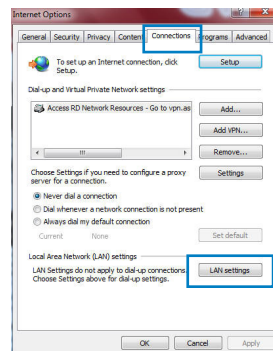 Internet Options
General Security Privacy Content Connections Programs Advanced
To set up an Internet connection, click
Setup.
Setup
Dial-up and Virtual Private Network settings
Access RD Network Resources - Go to vpn.as
Add...
Add VPN...
Remove...
Choose Settings if you need to configure a proxy
server for a connection.
Settings
Never dial a connection
Dial whenever a network connection is not present
Always dial my default connection
Current None
Set default
Local Area Network (LAN) settings
LAN Settings do not apply to dial-up connections.
Choose Settings above for dial-up settings.
LAN settings
OK Cancel Apply